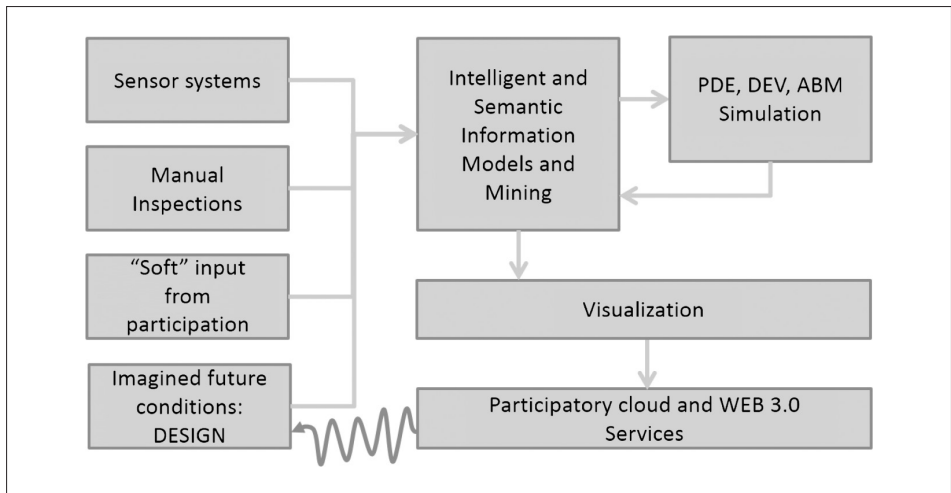 Sensor systems
Manual
Inspections
“Soft” input
from
participation
Imagined future
conditions:
DESIGN
Intelligent and
Semantic
Information
Models and
Mining
PDE, DEV, ABM
Simulation
Visualization
Participatory cloud and WEB 3.0
Services